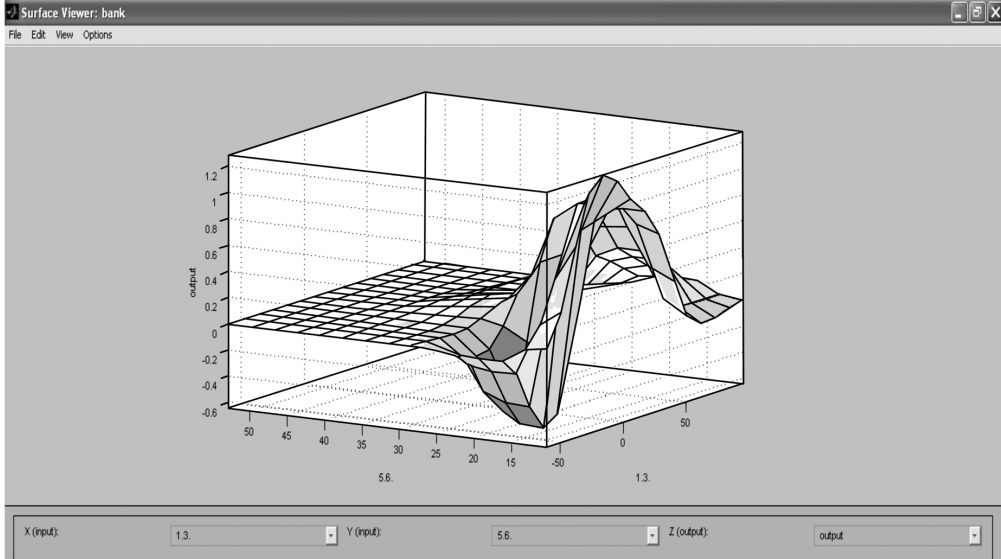 Surface Viewer: bank
File Edit View Options
1.2
1
0.8
0.6
0.4
0.2
0
-0.2
-0.4
-0.6
output
50 45 40 35 30 25 20 15
-50 0 50
5.6. 1.3.
X (input): 1.3. Y (input): 5.6. Z (output): output